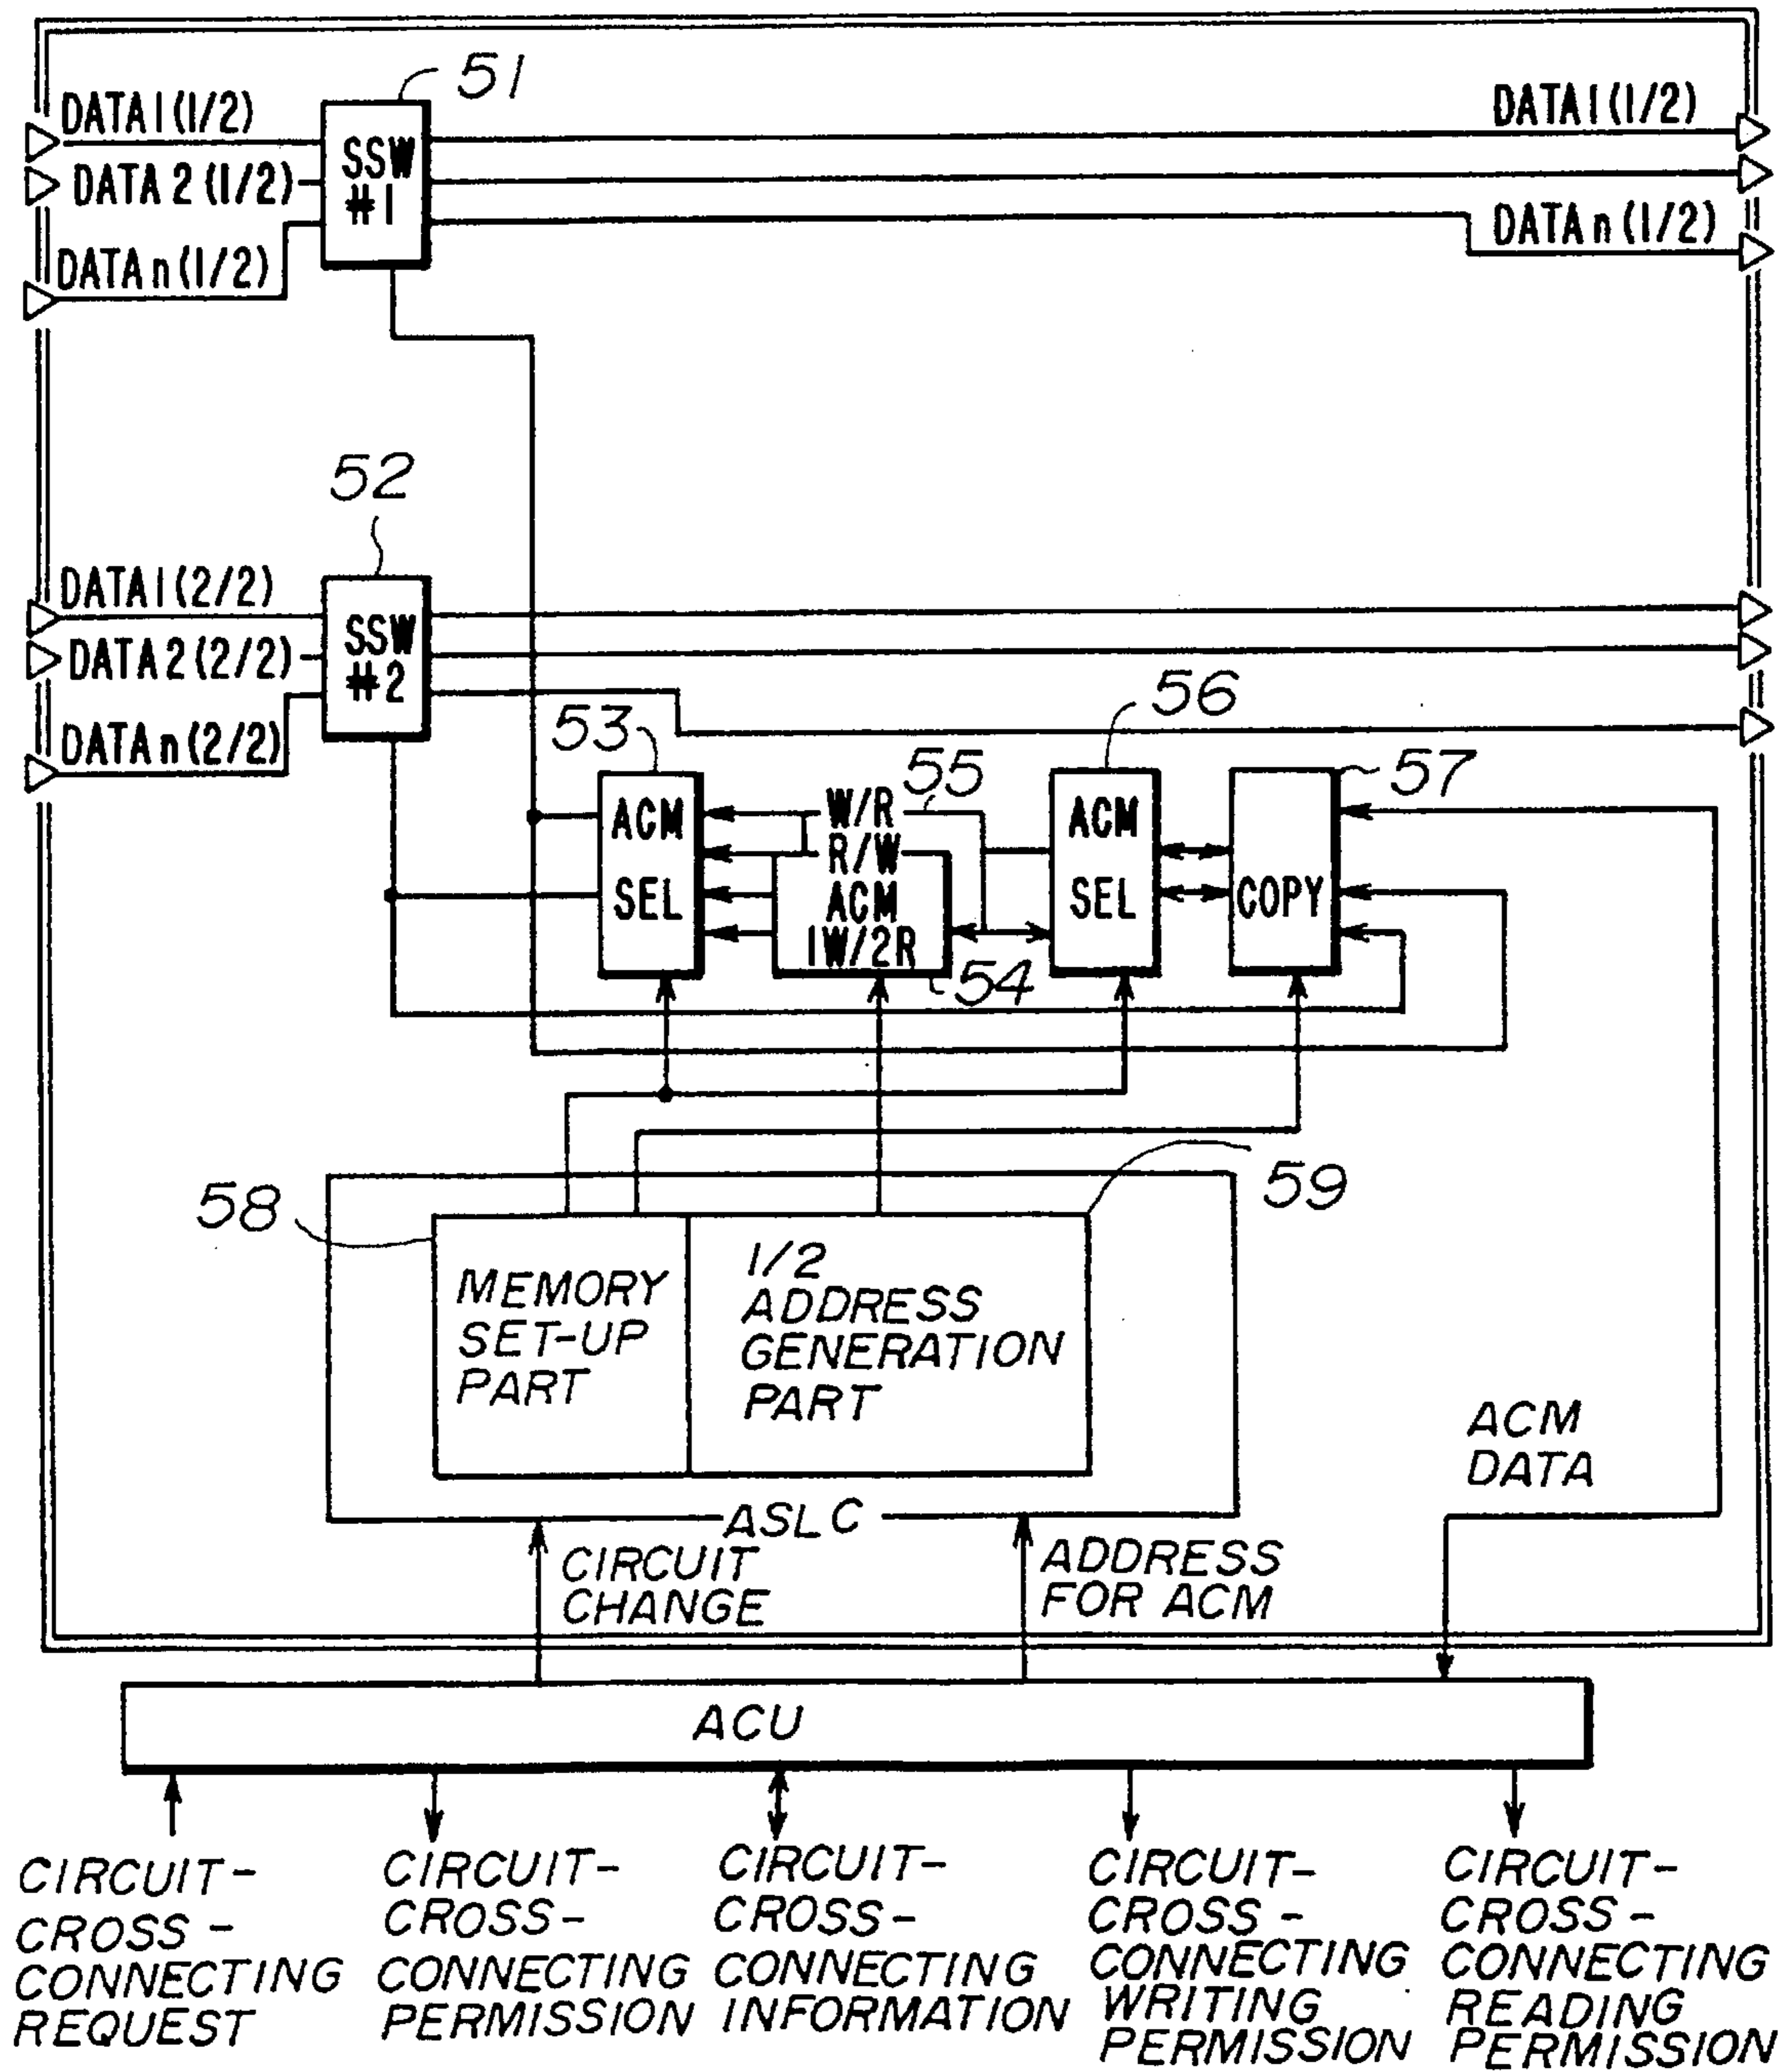 51
DATA1(1/2)
DATA1(1/2)
SSW
#1
DATA2(1/2)
DATAn(1/2)
DATAn(1/2)
52
DATA1(2/2)
SSW
#2
DATA2(2/2)
DATAn(2/2)
53
55
56
57
ACM
SEL
W/R
R/W
ACM
1W/2R
54
ACM
SEL
COPY
58
59
MEMORY
SET-UP
PART
1/2
ADDRESS
GENERATION
PART
ASLC
ACM
DATA
CIRCUIT
CHANGE
ADDRESS
FOR ACM
ACU
CIRCUIT-
CROSS-
CONNECTING
REQUEST
CIRCUIT-
CROSS-
CONNECTING
PERMISSION
CIRCUIT-
CROSS-
CONNECTING
INFORMATION
CIRCUIT-
CROSS-
CONNECTING
WRITING
PERMISSION
CIRCUIT-
CROSS-
CONNECTING
READING
PERMISSION